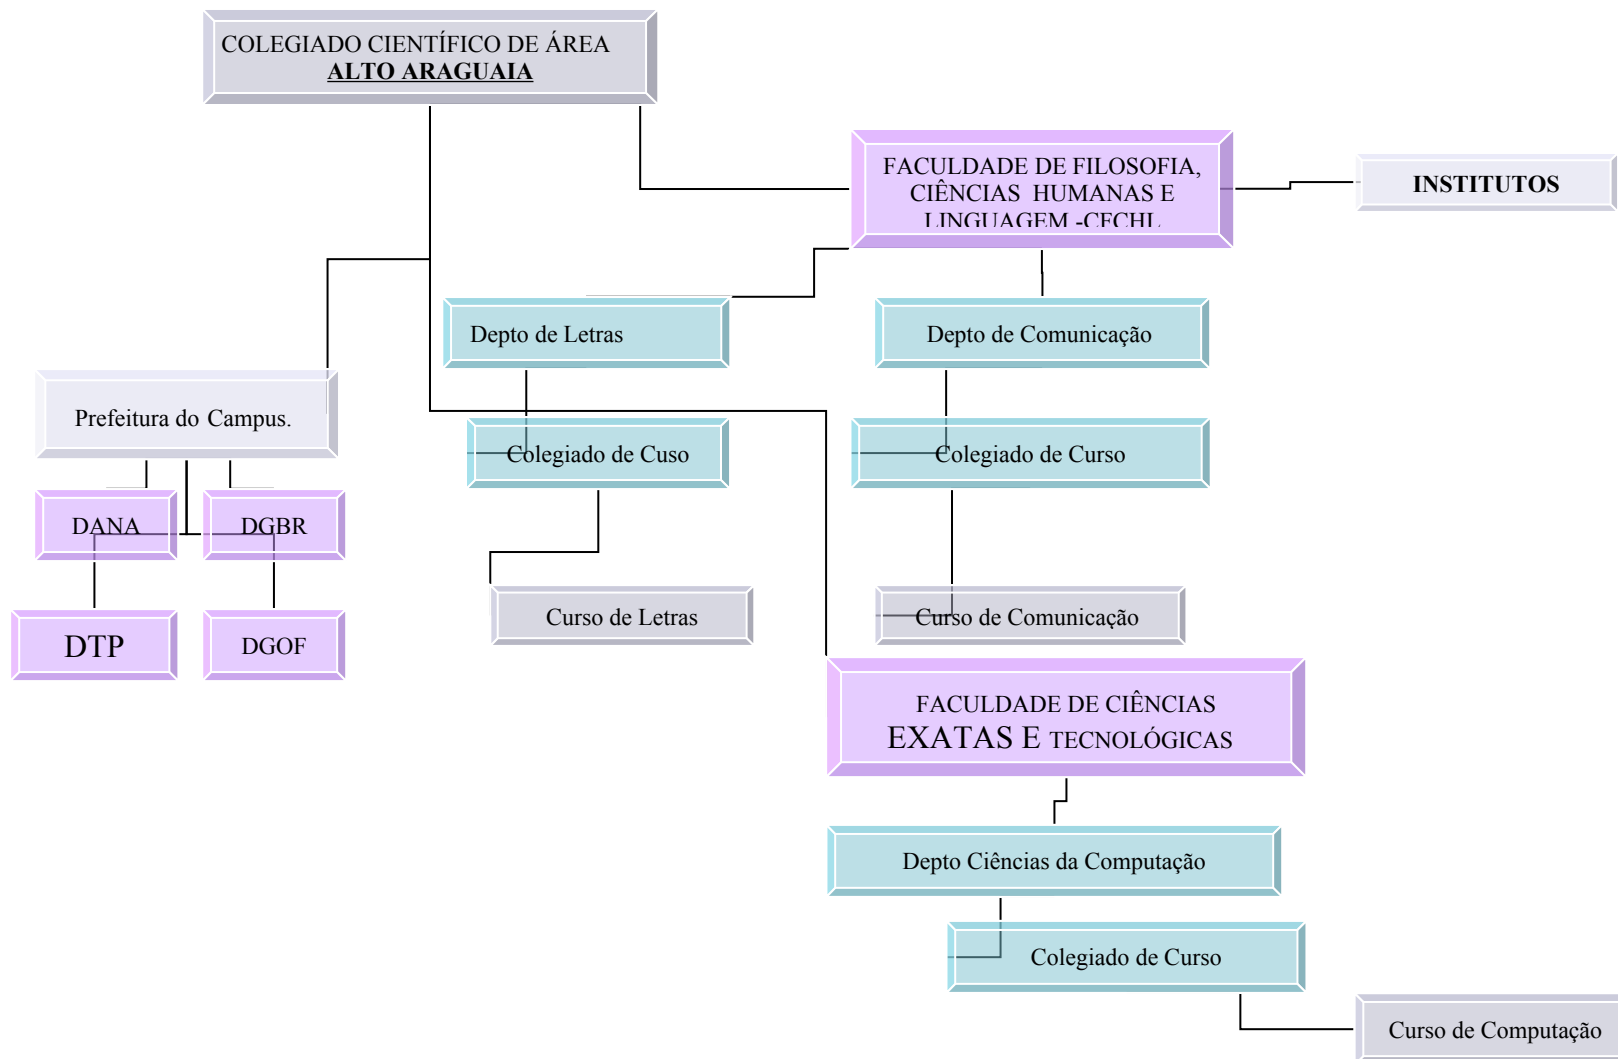 COLEGIADO CIENTÍFICO DE ÁREA
ALTO ARAGUAIA
FACULDADE DE FILOSOFIA,
CIÊNCIAS HUMANAS E
LINGUAGEM -CFCHL
INSTITUTOS
Depto de Letras
Depto de Comunicação
Prefeitura do Campus.
Colegiado de Cuso
Colegiado de Curso
DANA
DGBR
Curso de Letras
Curso de Comunicação
DTP
DGOF
FACULDADE DE CIÊNCIAS
EXATAS E TECNOLÓGICAS
Depto Ciências da Computação
Colegiado de Curso
Curso de Computação